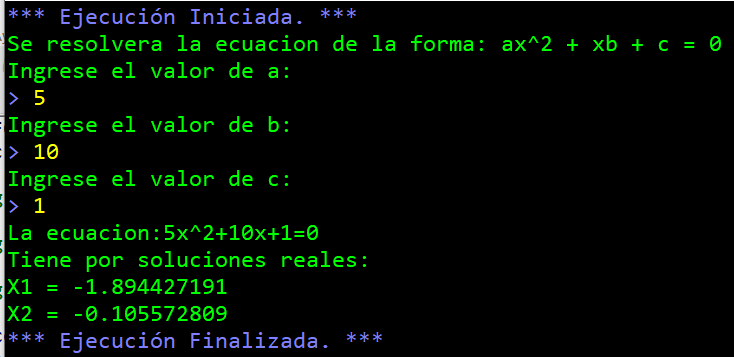 *** Ejecución Iniciada. ***
Se resolvera la ecuacion de la forma: ax^2 + xb + c = 0
Ingrese el valor de a:
> 5
Ingrese el valor de b:
> 10
Ingrese el valor de c:
> 1
La ecuacion:5x^2+10x+1=0
Tiene por soluciones reales:
X1 = -1.894427191
X2 = -0.105572809
*** Ejecución Finalizada. ***